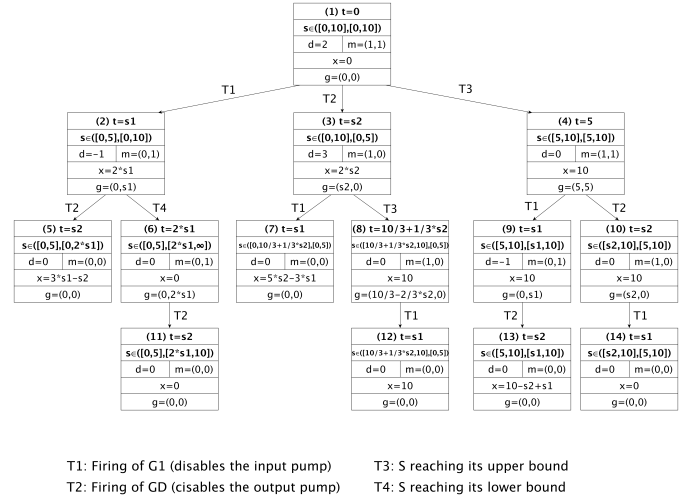 (1) t=0
s∈([0,10],[0,10])
d=2 m=(1,1)
x=0
g=(0,0)
T1 T2 T3
(2) t=s1 (3) t=s2 (4) t=5
s∈([0,5],[0,10]) s∈([0,10],[0,5]) s∈([5,10],[5,10])
d=-1 m=(0,1) d=3 m=(1,0) d=0 m=(1,1)
x=2*s1 x=2*s2 x=10
g=(0,s1) g=(s2,0) g=(5,5)
T2 T4 T1 T3 T1 T2
(5) t=s2 (6) t=2*s1 (7) t=s1 (8) t=10/3+1/3*s2 (9) t=s1 (10) t=s2
s∈([0,5],[0,2*s1]) s∈([0,5],[2*s1,∞]) s∈([0,10/3+1/3*s2],[0,5]) s∈([10/3+1/3*s2,10],[0,5]) s∈([5,10],[s1,10]) s∈([s2,10],[5,10])
d=0 m=(0,0) d=0 m=(0,1) d=0 m=(0,0) d=0 m=(1,0) d=-1 m=(0,1) d=0 m=(1,0)
x=3*s1-s2 x=0 x=5*s2-3*s1 x=10 x=10 x=10
g=(0,0) g=(0,2*s1) g=(0,0) g=(10/3-2/3*s2,0) g=(0,s1) g=(s2,0)
T2 T1 T2 T1
(11) t=s2 (12) t=s1 (13) t=s2 (14) t=s1
s∈([0,5],[2*s1,10]) s∈([10/3+1/3*s2,10],[0,5]) s∈([5,10],[s1,10]) s∈([s2,10],[5,10])
d=0 m=(0,0) d=0 m=(0,0) d=0 m=(0,0) d=0 m=(0,0)
x=0 x=10 x=10-s2+s1 x=0
g=(0,0) g=(0,0) g=(0,0) g=(0,0)
T1: Firing of G1 (disables the input pump) T3: S reaching its upper bound
T2: Firing of GD (cisables the output pump) T4: S reaching its lower bound